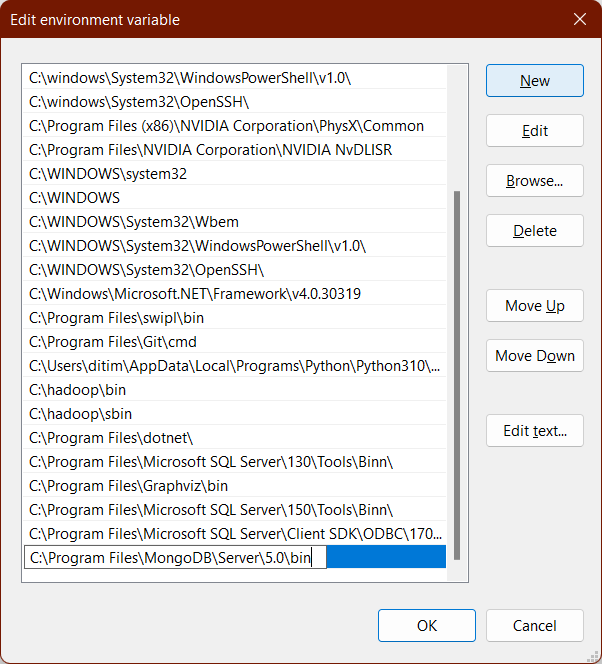 Edit environment variable
C:\windows\System32\WindowsPowerShell\v1.0\
C:\windows\System32\OpenSSH\
C:\Program Files (x86)\NVIDIA Corporation\PhysX\Common
C:\Program Files\NVIDIA Corporation\NVIDIA NvDLISR
C:\WINDOWS\system32
C:\WINDOWS
C:\WINDOWS\System32\Wbem
C:\WINDOWS\System32\WindowsPowerShell\v1.0\
C:\WINDOWS\System32\OpenSSH\
C:\Windows\Microsoft.NET\Framework\v4.0.30319
C:\Program Files\swipl\bin
C:\Program Files\Git\cmd
C:\Users\ditim\AppData\Local\Programs\Python\Python310\...
C:\hadoop\bin
C:\hadoop\sbin
C:\Program Files\dotnet\
C:\Program Files\Microsoft SQL Server\130\Tools\Binn\
C:\Program Files\Graphviz\bin
C:\Program Files\Microsoft SQL Server\150\Tools\Binn\
C:\Program Files\Microsoft SQL Server\Client SDK\ODBC\170...
C:\Program Files\MongoDB\Server\5.0\bin
New
Edit
Browse...
Delete
Move Up
Move Down
Edit text...
OK
Cancel